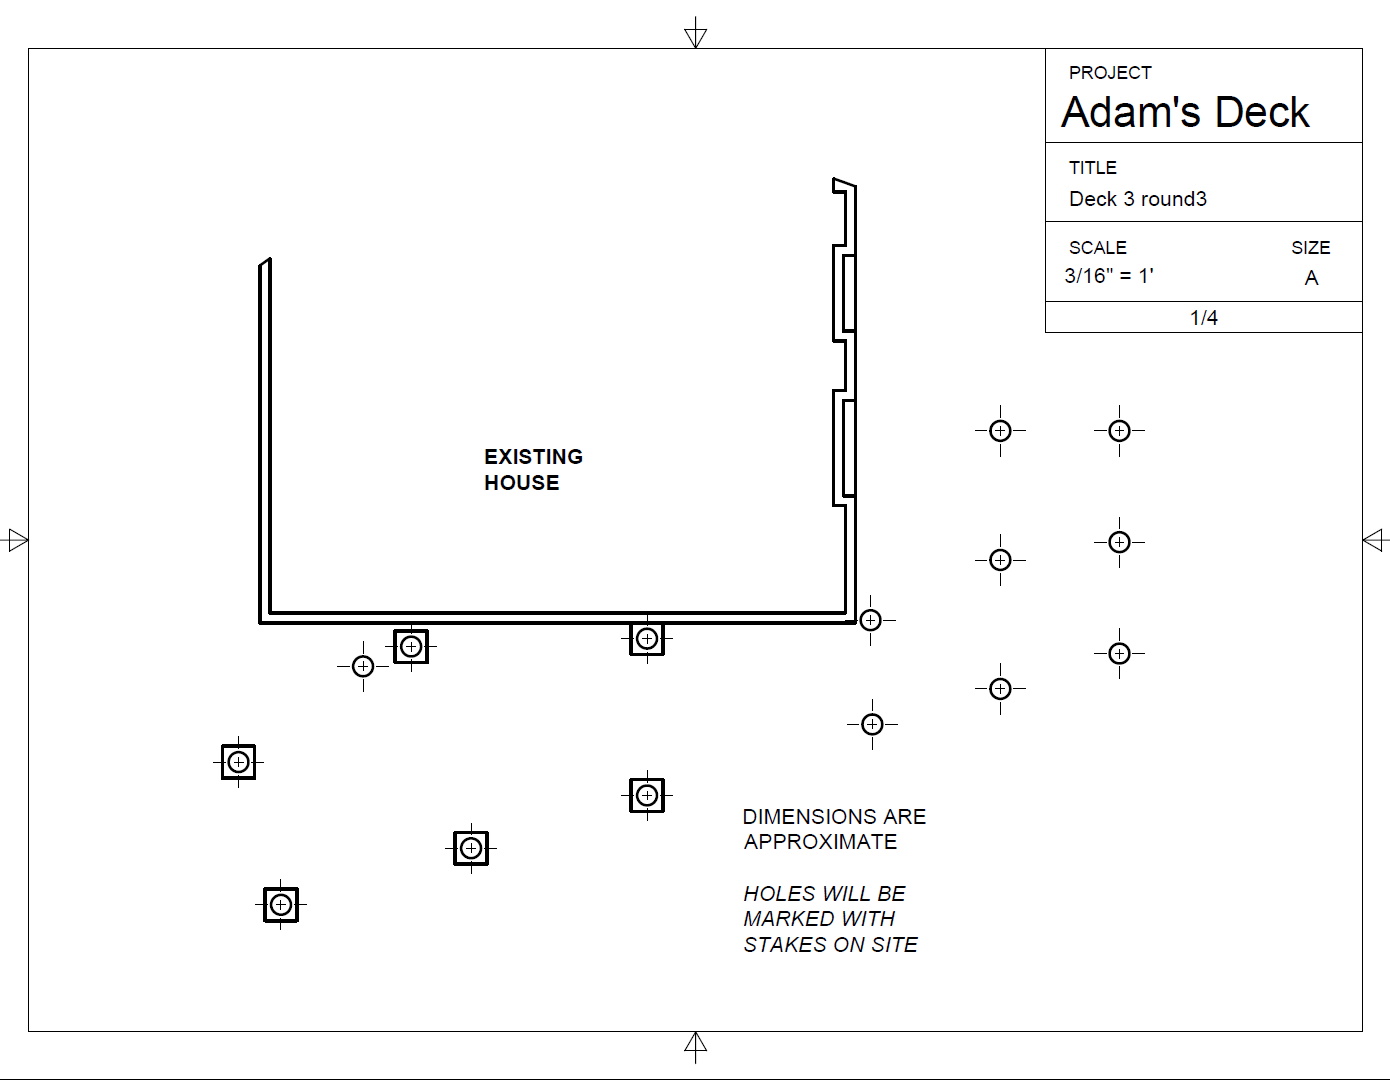 PROJECT
Adam's Deck
TITLE
Deck 3 round3
SCALE SIZE
3/16" = 1' A
1/4
EXISTING
HOUSE
DIMENSIONS ARE
APPROXIMATE
HOLES WILL BE
MARKED WITH
STAKES ON SITE